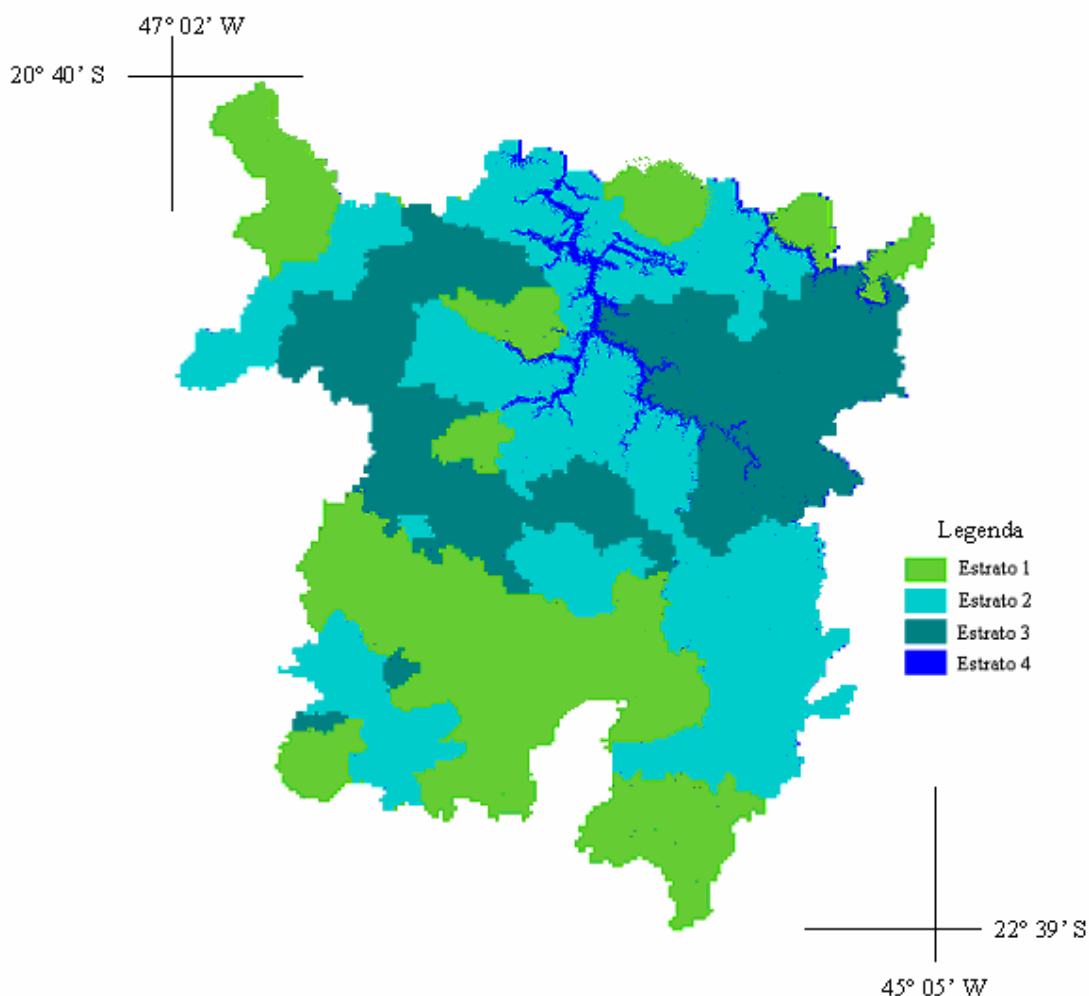 47° 02’ W
20° 40’ S
Legenda
Estrato 1
Estrato 2
Estrato 3
Estrato 4
22° 39’ S
45° 05’ W